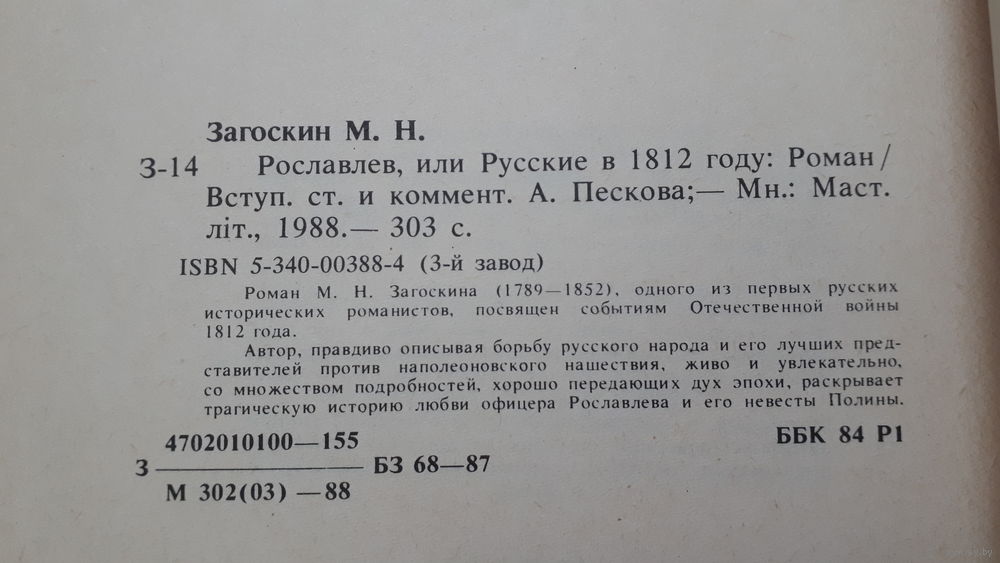 Загоскин М. Н.
З-14 Рославлев, или Русские в 1812 году: Роман/
Вступ. ст. и коммент. А. Пескова;— Мн.: Маст.
літ., 1988.— 303 с.
ISBN 5-340-00388-4 (3-й завод)
Роман М. Н. Загоскина (1789—1852), одного из первых русских
исторических романистов, посвящен событиям Отечественной войны
1812 года.
Автор, правдиво описывая борьбу русского народа и его лучших пред-
ставителей против наполеоновского нашествия, живо и увлекательно,
со множеством подробностей, хорошо передающих дух эпохи, раскрывает
трагическую историю любви офицера Рославлева и его невесты Полины.
4702010100—155
З БЗ 68—87
М 302(03) —88
ББК 84 Р1